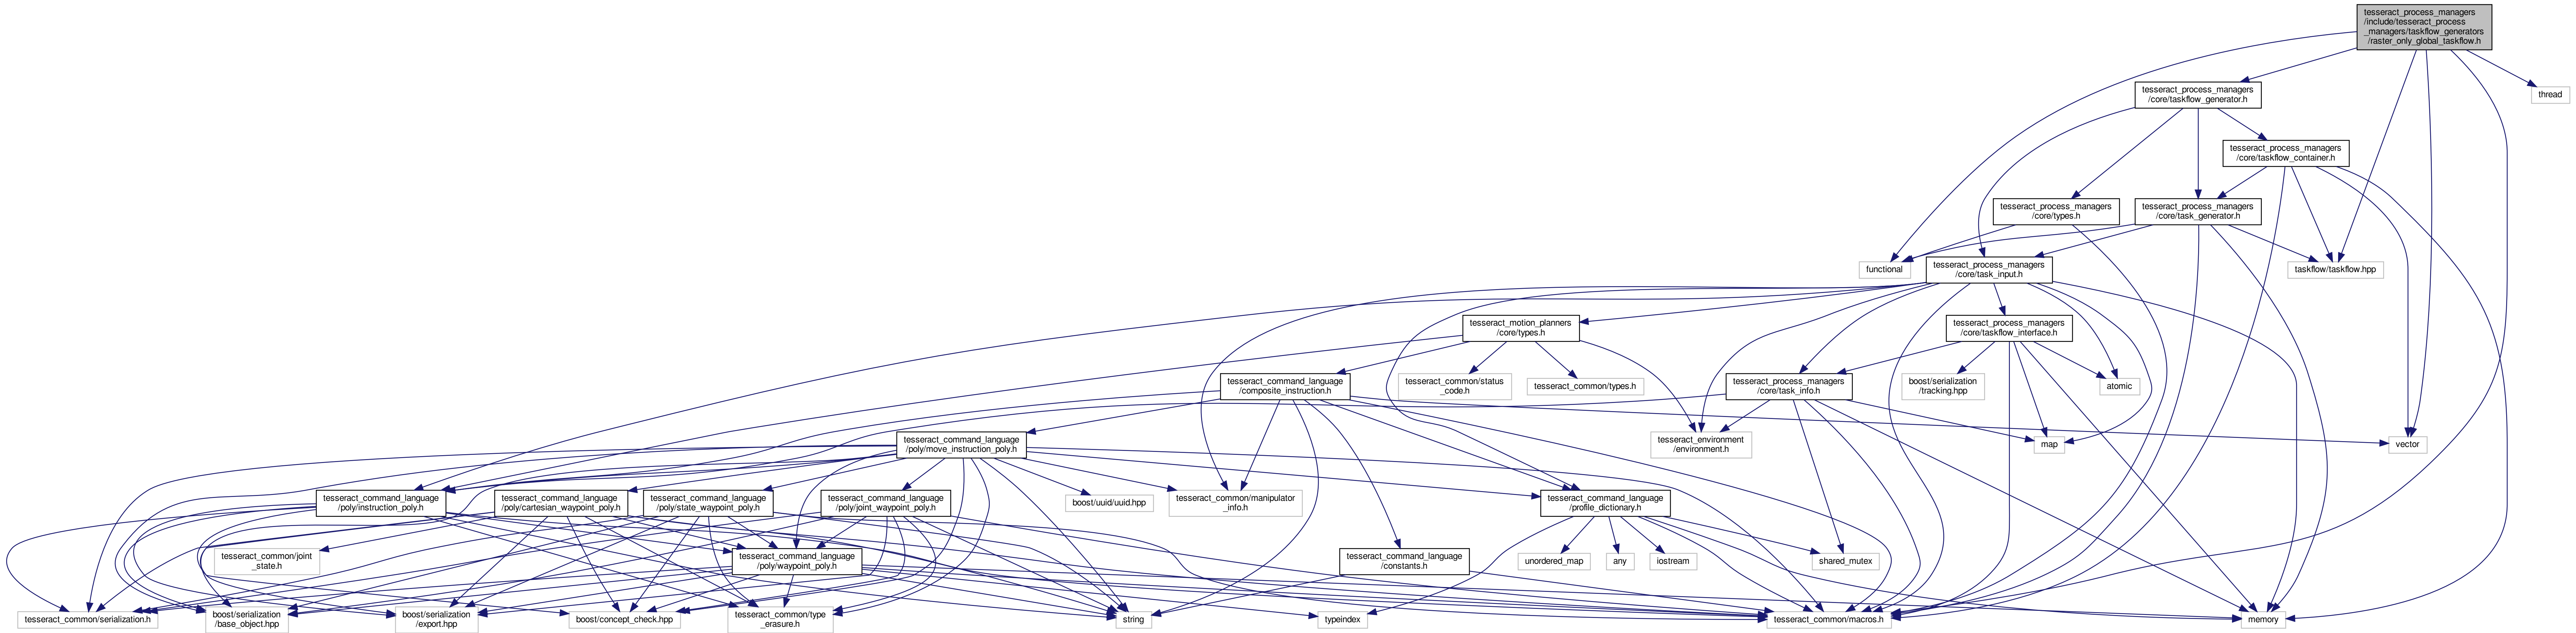 tesseract_process_managers
/include/tesseract_process
_managers/taskflow_generators
/raster_only_global_taskflow.h
tesseract_process_managers
/core/taskflow_generator.h
thread
tesseract_process_managers
/core/taskflow_container.h
tesseract_process_managers
/core/types.h
tesseract_process_managers
/core/task_generator.h
functional
tesseract_process_managers
/core/task_input.h
taskflow/taskflow.hpp
tesseract_motion_planners
/core/types.h
tesseract_process_managers
/core/taskflow_interface.h
tesseract_command_language
/composite_instruction.h
tesseract_common/status
_code.h
tesseract_common/types.h
tesseract_process_managers
/core/task_info.h
boost/serialization
/tracking.hpp
atomic
tesseract_command_language
/poly/move_instruction_poly.h
tesseract_environment
/environment.h
map
vector
tesseract_command_language
/poly/instruction_poly.h
tesseract_command_language
/poly/cartesian_waypoint_poly.h
tesseract_command_language
/poly/state_waypoint_poly.h
tesseract_command_language
/poly/joint_waypoint_poly.h
boost/uuid/uuid.hpp
tesseract_common/manipulator
_info.h
tesseract_command_language
/profile_dictionary.h
tesseract_common/joint
_state.h
tesseract_command_language
/poly/waypoint_poly.h
tesseract_command_language
/constants.h
unordered_map
any
iostream
shared_mutex
tesseract_common/serialization.h
boost/serialization
/base_object.hpp
boost/serialization
/export.hpp
boost/concept_check.hpp
tesseract_common/type
_erasure.h
string
typeindex
tesseract_common/macros.h
memory